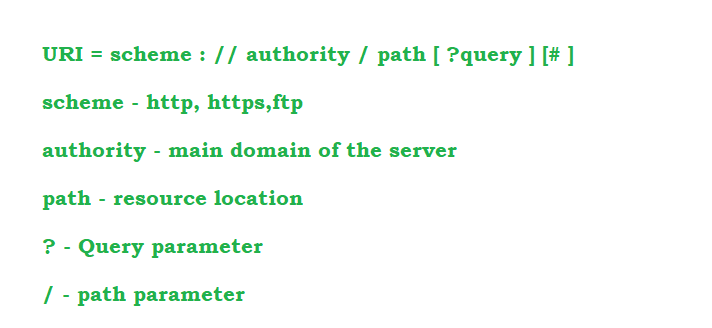 URI = scheme : // authority / path [ ?query ] [# ]
scheme - http, https,ftp
authority - main domain of the server
path - resource location
? - Query parameter
/ - path parameter